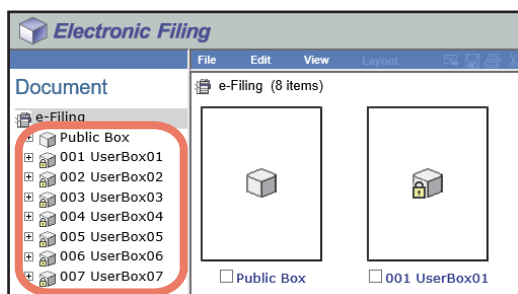 Electronic Filing
File Edit View Layout
Document
e-Filing (8 items)
e-Filing
Public Box
001 UserBox01
002 UserBox02
003 UserBox03
004 UserBox04
005 UserBox05
006 UserBox06
007 UserBox07
Public Box
001 UserBox01